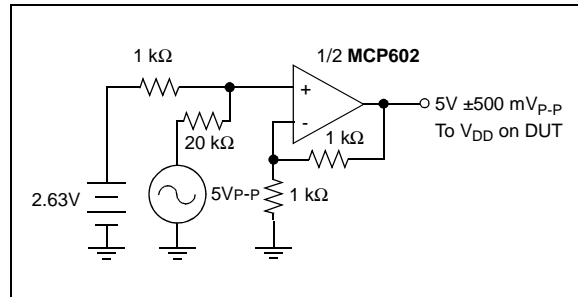 1 kΩ
1/2 MCP602
+
-
5V ±500 mVP-P
To VDD on DUT
20 kΩ
1 kΩ
2.63V
5VP-P
1 kΩ